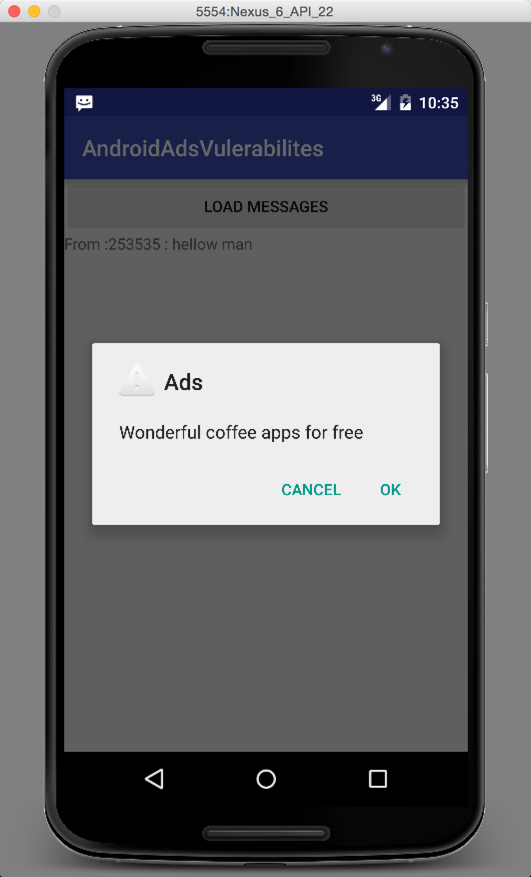 5554:Nexus_6_API_22
3G 10:35
AndroidAdsVulerabilites
LOAD MESSAGES
From :253535 : hellow man
Ads
Wonderful coffee apps for free
CANCEL OK